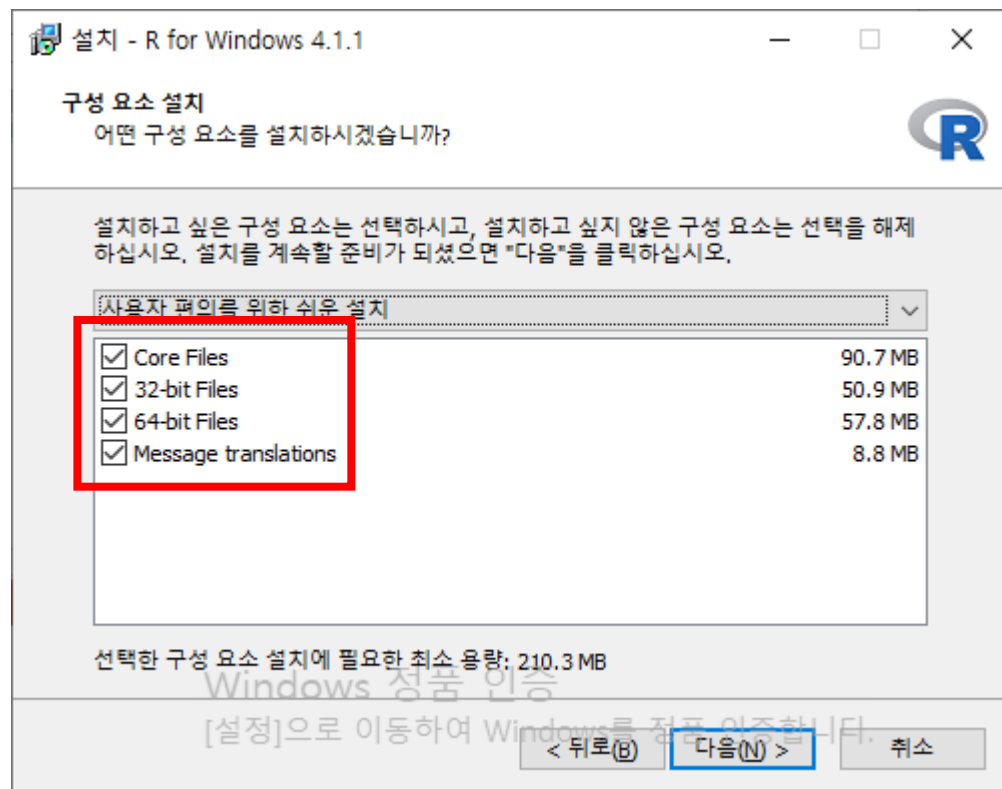 설치 - R for Windows 4.1.1
구성 요소 설치
어떤 구성 요소를 설치하시겠습니까?
R
설치하고 싶은 구성 요소는 선택하시고, 설치하고 싶지 않은 구성 요소는 선택을 해제
하십시오. 설치를 계속할 준비가 되셨으면 "다음"을 클릭하십시오.
사용자 편의를 위한 쉬운 설치
Core Files 90.7 MB
32-bit Files 50.9 MB
64-bit Files 57.8 MB
Message translations 8.8 MB
선택한 구성 요소 설치에 필요한 최소 용량: 210.3 MB
Windows 정품 인증
[설정]으로 이동하여 Windows를 정품 인증합니다.
< 뒤로(B) 다음(N) > 취소